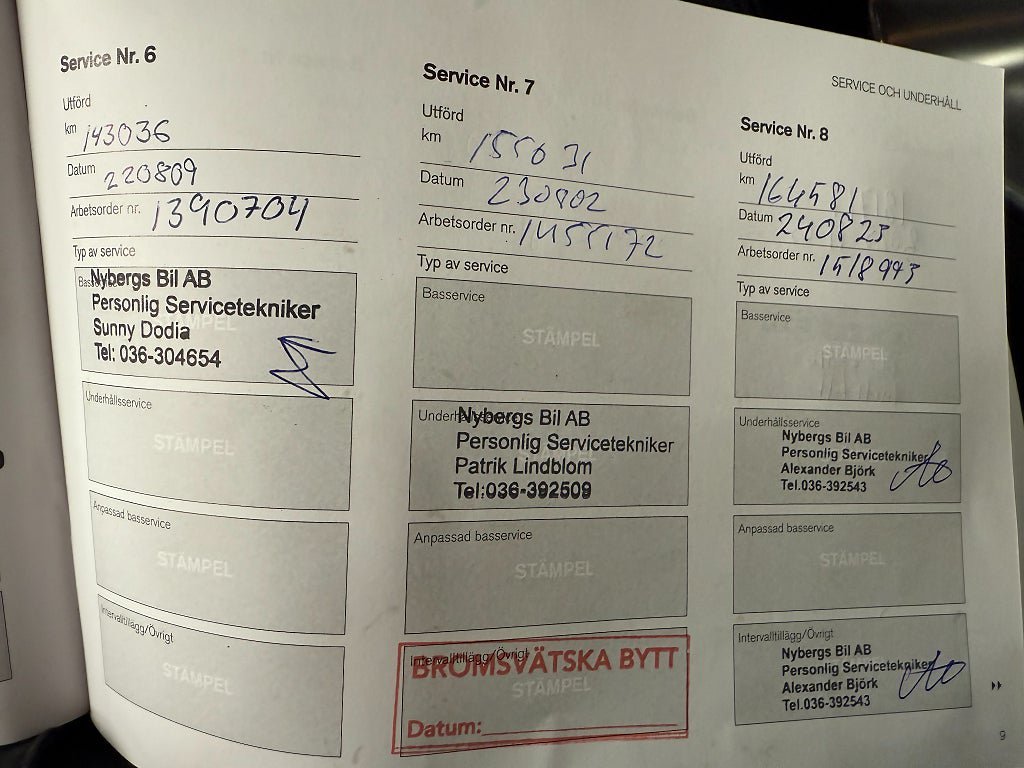 SERVICE OCH UNDERHÅLL
Service Nr. 6
Utförd
km 143036
Datum 220809
Arbetsorder nr. 1390704
Typ av service
Basservice
STÄMPEL
Nybergs Bil AB
Personlig Servicetekniker
Sunny Dodia
Tel: 036-304654
Underhållsservice
STÄMPEL
Anpassad basservice
STÄMPEL
Intervalltillägg/Övrigt
STÄMPEL
Service Nr. 7
Utförd
km 155031
Datum 230802
Arbetsorder nr. 1455172
Typ av service
Basservice
STÄMPEL
Underhållsservice
Nybergs Bil AB
Personlig Servicetekniker
Patrik Lindblom
Tel:036-392509
Anpassad basservice
STÄMPEL
Intervalltillägg/Övrigt
BROMSVÄTSKA BYTT
STÄMPEL
Datum:
Service Nr. 8
Utförd
km 164581
Datum 240823
Arbetsorder nr. 1518993
Typ av service
Basservice
STÄMPEL
Underhållsservice
Nybergs Bil AB
Personlig Servicetekniker
Alexander Björk
Tel.036-392543
Anpassad basservice
STÄMPEL
Intervalltillägg/Övrigt
Nybergs Bil AB
Personlig Servicetekniker
Alexander Björk
Tel.036-392543
9